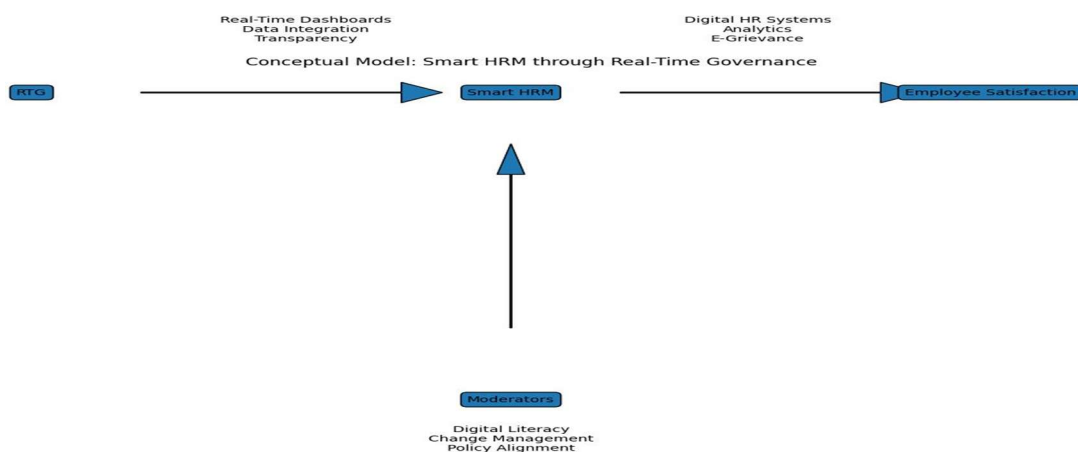 Real-Time Dashboards
Data Integration
Transparency
Digital HR Systems
Analytics
E-Grievance
Conceptual Model: Smart HRM through Real-Time Governance
RTG
Smart HRM
Employee Satisfaction
Moderators
Digital Literacy
Change Management
Policy Alignment